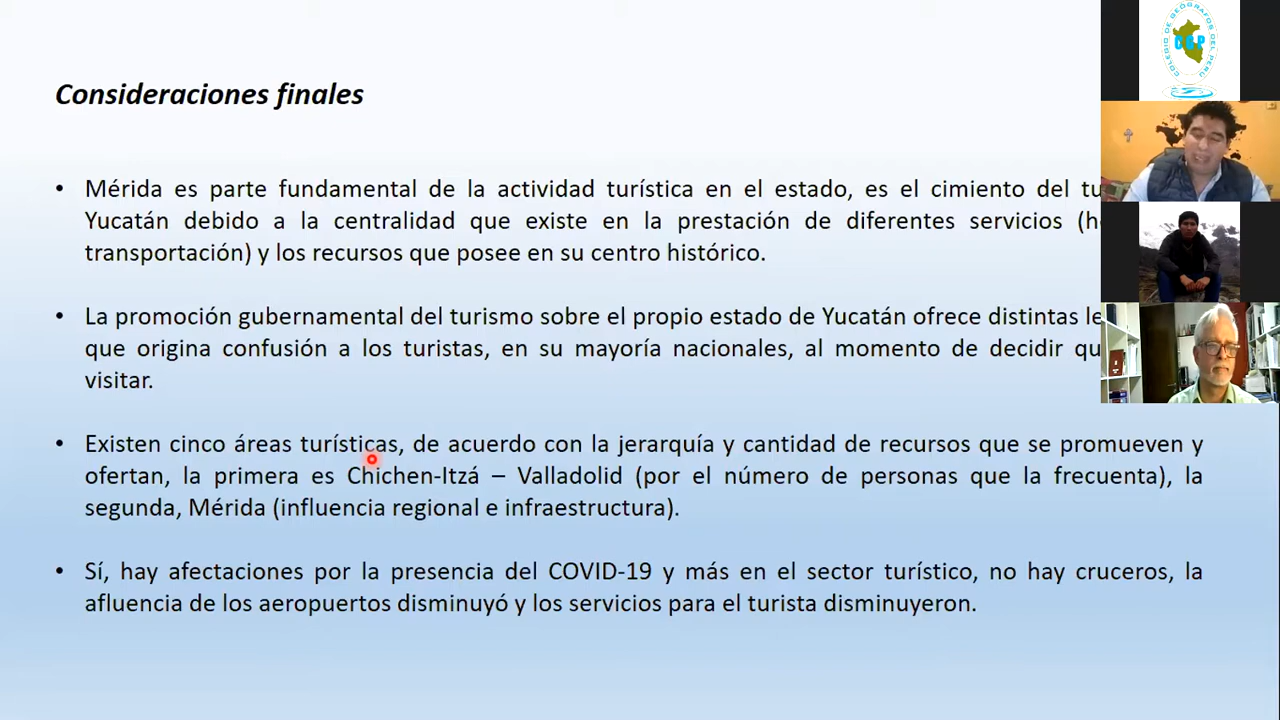 Consideraciones finales
• Mérida es parte fundamental de la actividad turística en el estado, es el cimiento del
Yucatán debido a la centralidad que existe en la prestación de diferentes servicios
transportación) y los recursos que posee en su centro histórico.
• La promoción gubernamental del turismo sobre el propio estado de Yucatán ofrece distintas
que origina confusión a los turistas, en su mayoría nacionales, al momento de decidir
visitar.
• Existen cinco áreas turísticas, de acuerdo con la jerarquía y cantidad de recursos que se promueven y
ofertan, la primera es Chichen-Itzá – Valladolid (por el número de personas que la frecuenta), la
segunda, Mérida (influencia regional e infraestructura).
• Sí, hay afectaciones por la presencia del COVID-19 y más en el sector turístico, no hay cruceros, la
afluencia de los aeropuertos disminuyó y los servicios para el turista disminuyeron.
COLEGIO DE GEÓGRAFOS DEL PERÚ
CGP